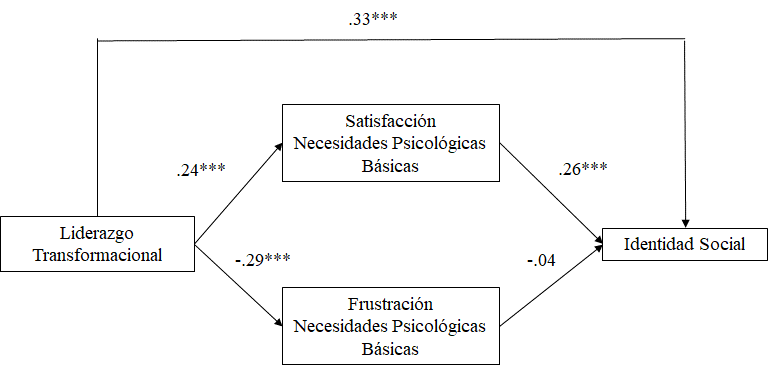 .33***
Satisfacción
Necesidades Psicológicas
Básicas
.24***
.26***
Liderazgo
Transformacional
Identidad Social
-.29***
-.04
Frustración
Necesidades Psicológicas
Básicas